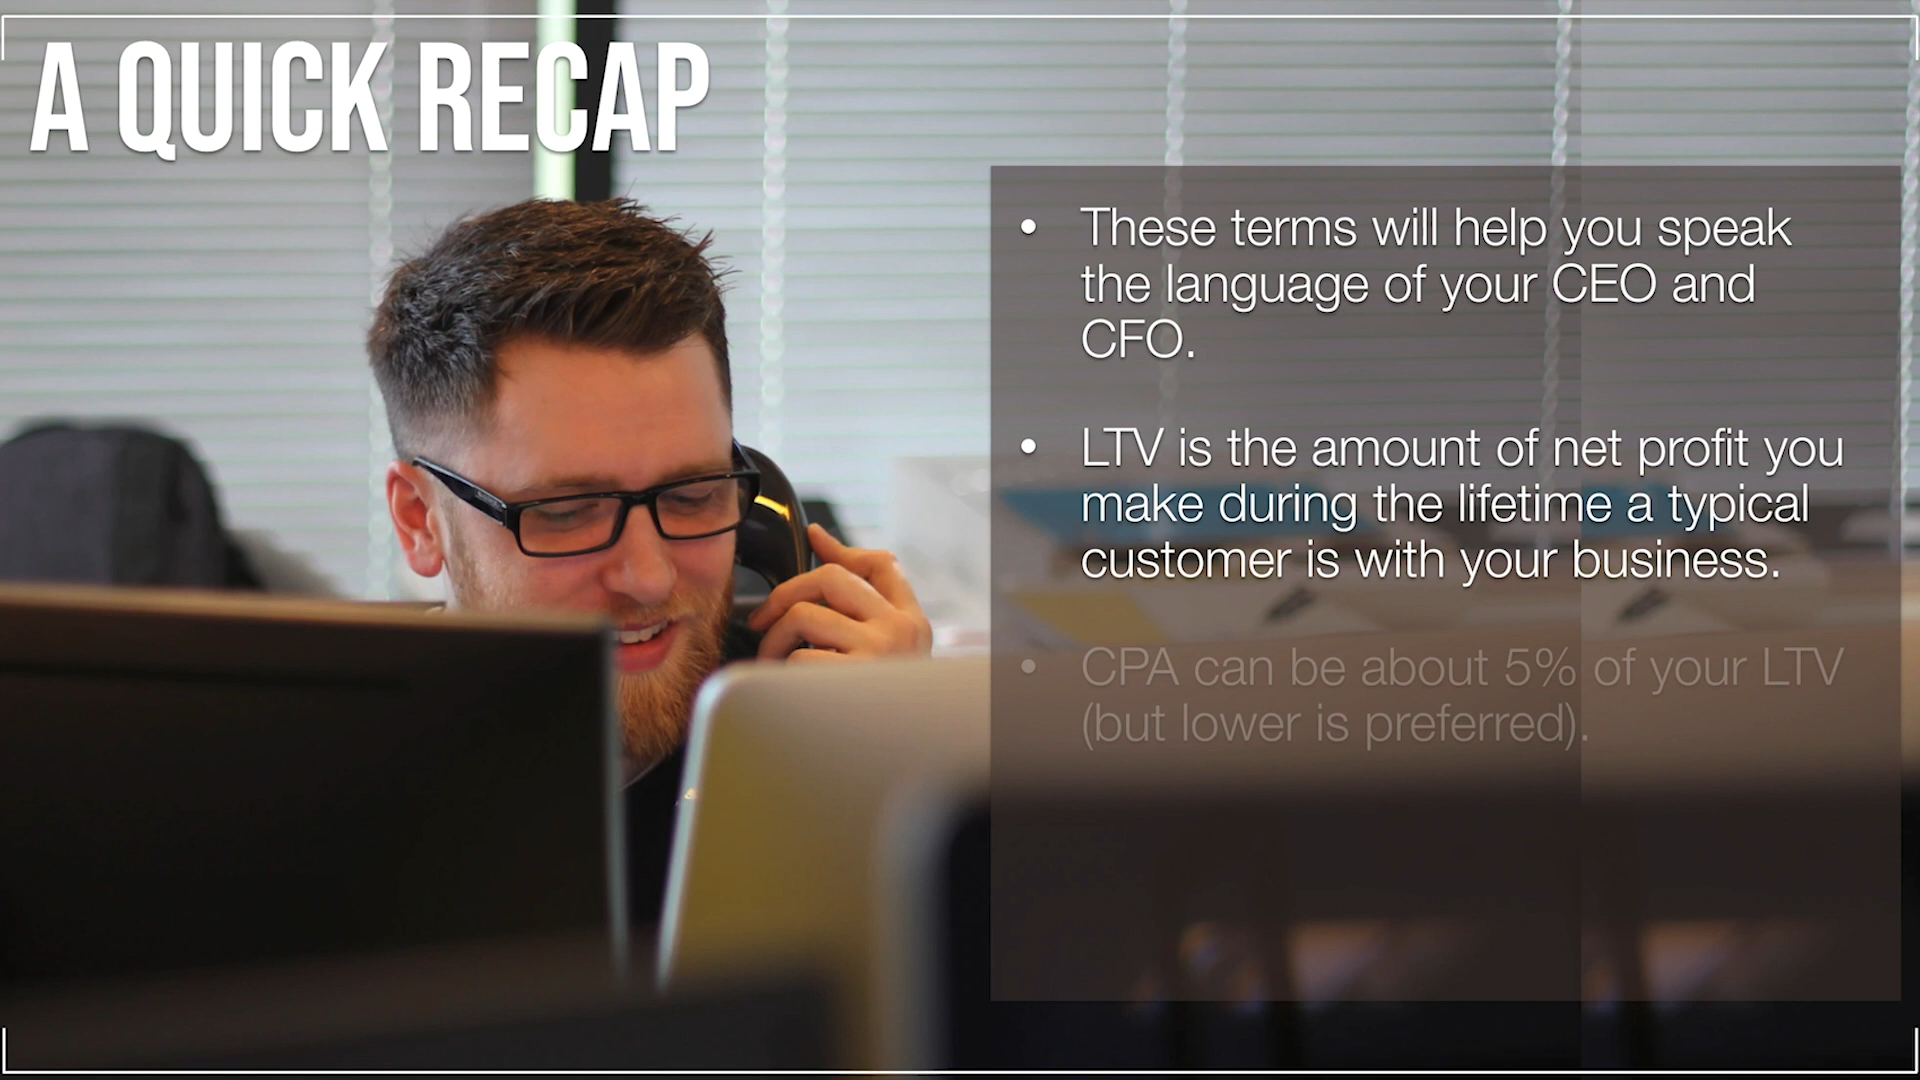 A QUICK RECAP
• These terms will help you speak
the language of your CEO and
CFO.
• LTV is the amount of net profit you
make during the lifetime a typical
customer is with your business.
• CPA can be about 5% of your LTV
(but lower is preferred).